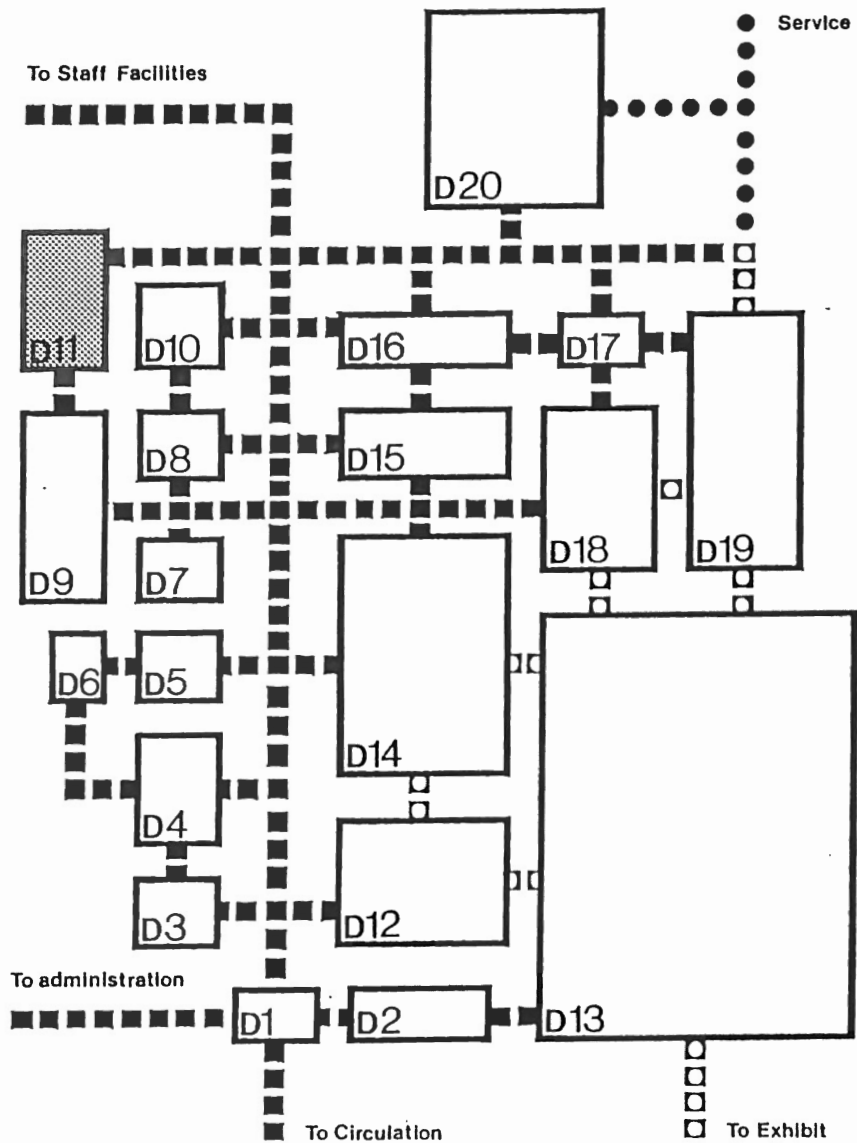 Service
To Staff Facilities
D20
D11
D10
D16
D17
D8
D15
D9
D7
D18
D19
D6
D5
D14
D4
D3
D12
To administration
D1
D2
D13
To Circulation
To Exhibit